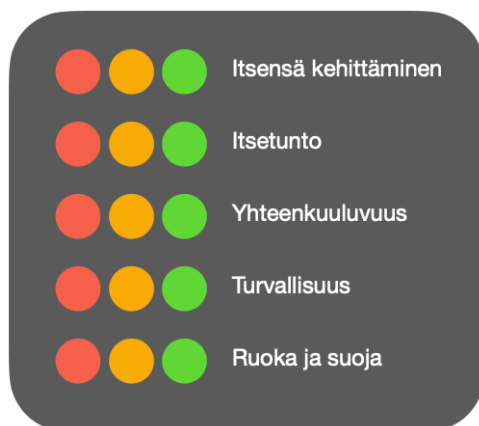 Itsensä kehittäminen
Itsetunto
Yhteenkuuluvuus
Turvallisuus
Ruoka ja suoja